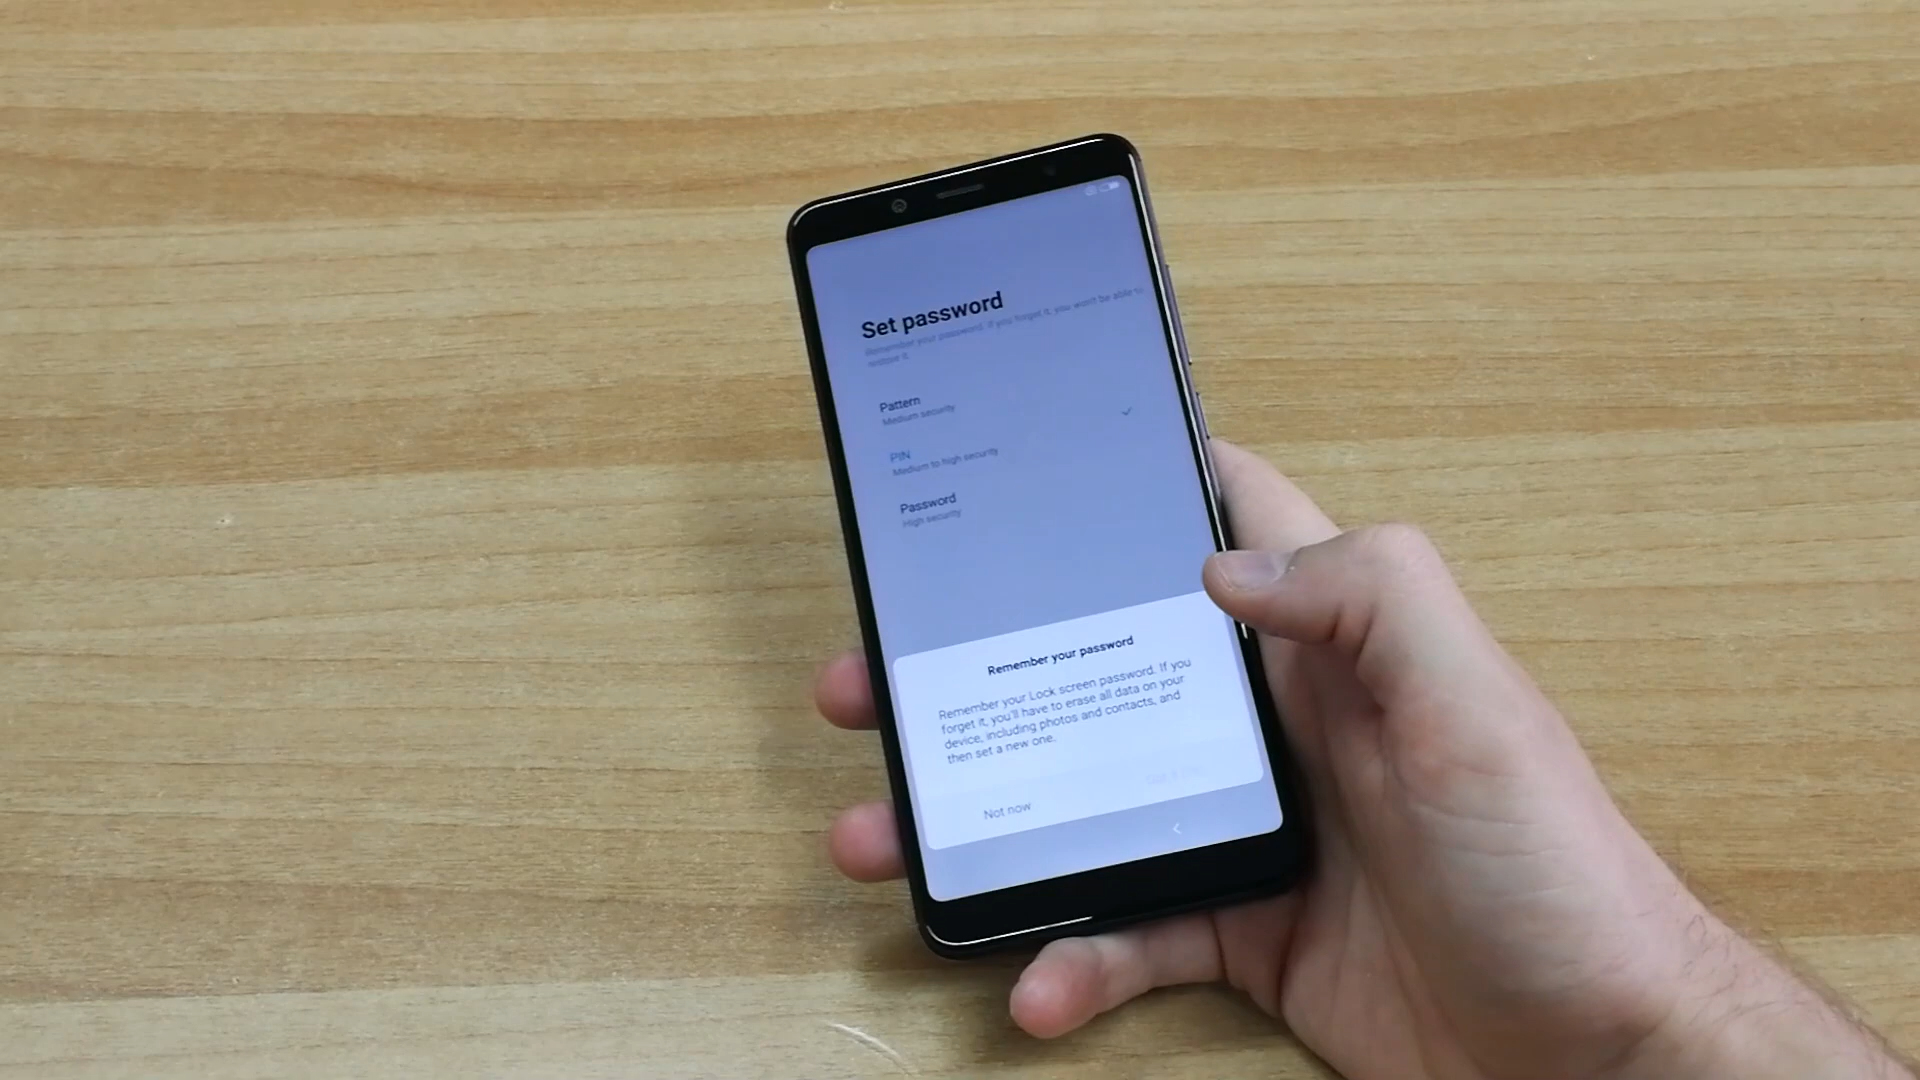 Set password
Remember your password. If you forget it, you won't be able to
restore it.
Pattern
Medium security
PIN
Medium to high security
Password
High security
Remember your password
Remember your Lock screen password. If you
forget it, you'll have to erase all data on your
device, including photos and contacts, and
then set a new one.
Not now